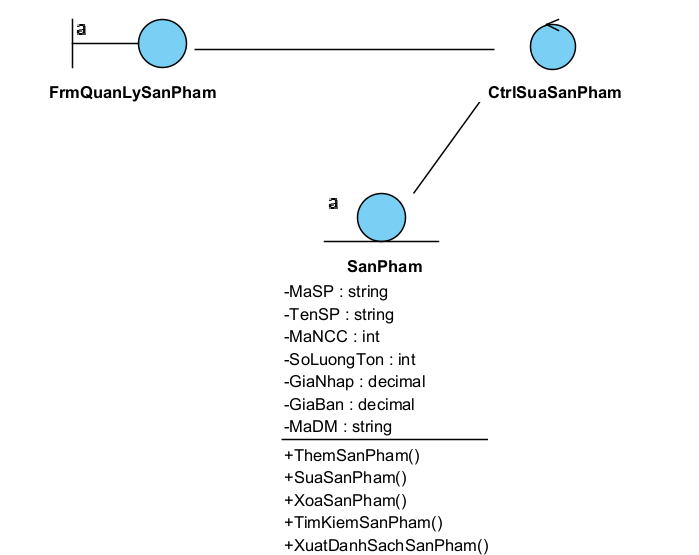 a
FrmQuanLySanPham
CtrlSuaSanPham
a
SanPham
-MaSP : string
-TenSP : string
-MaNCC : int
-SoLuongTon : int
-GiaNhap : decimal
-GiaBan : decimal
-MaDM : string
+ThemSanPham()
+SuaSanPham()
+XoaSanPham()
+TimKiemSanPham()
+XuatDanhSachSanPham()